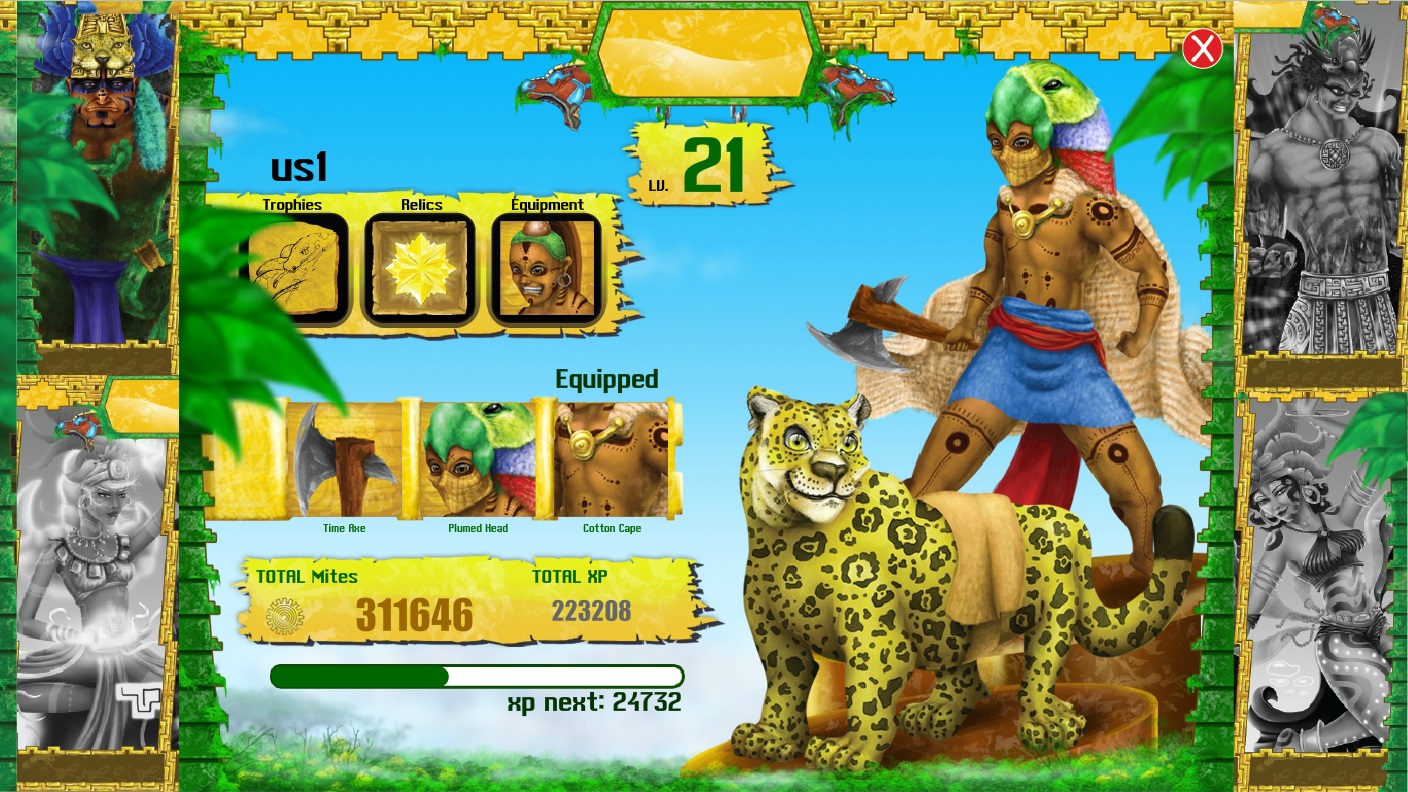 us1
LV. 21
Trophies Relics Equipment
Equipped
Time Axe Plumed Head Cotton Cape
TOTAL Mites TOTAL XP
311646 223208
xp next: 24732
X